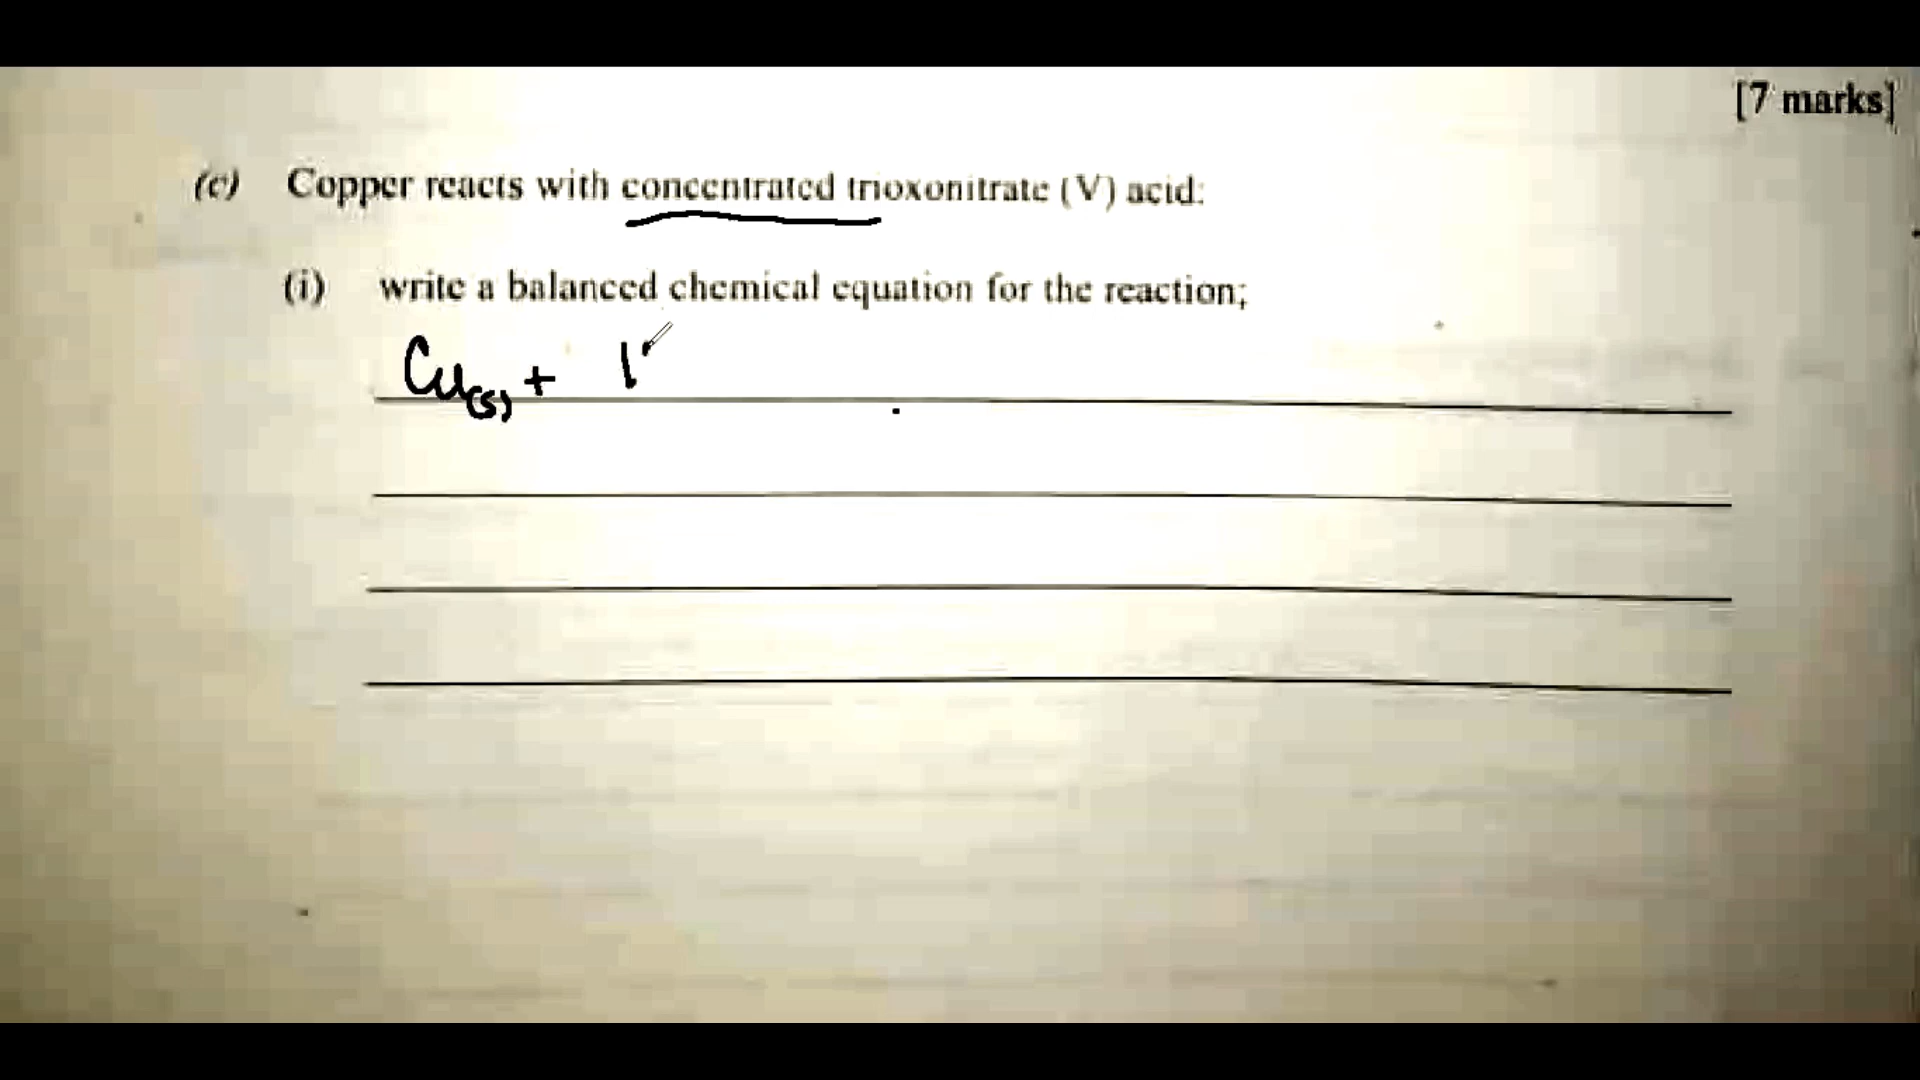 [7 marks]
(c) Copper reacts with concentrated trioxonitrate (V) acid:
(i) write a balanced chemical equation for the reaction;
Cu(s) +